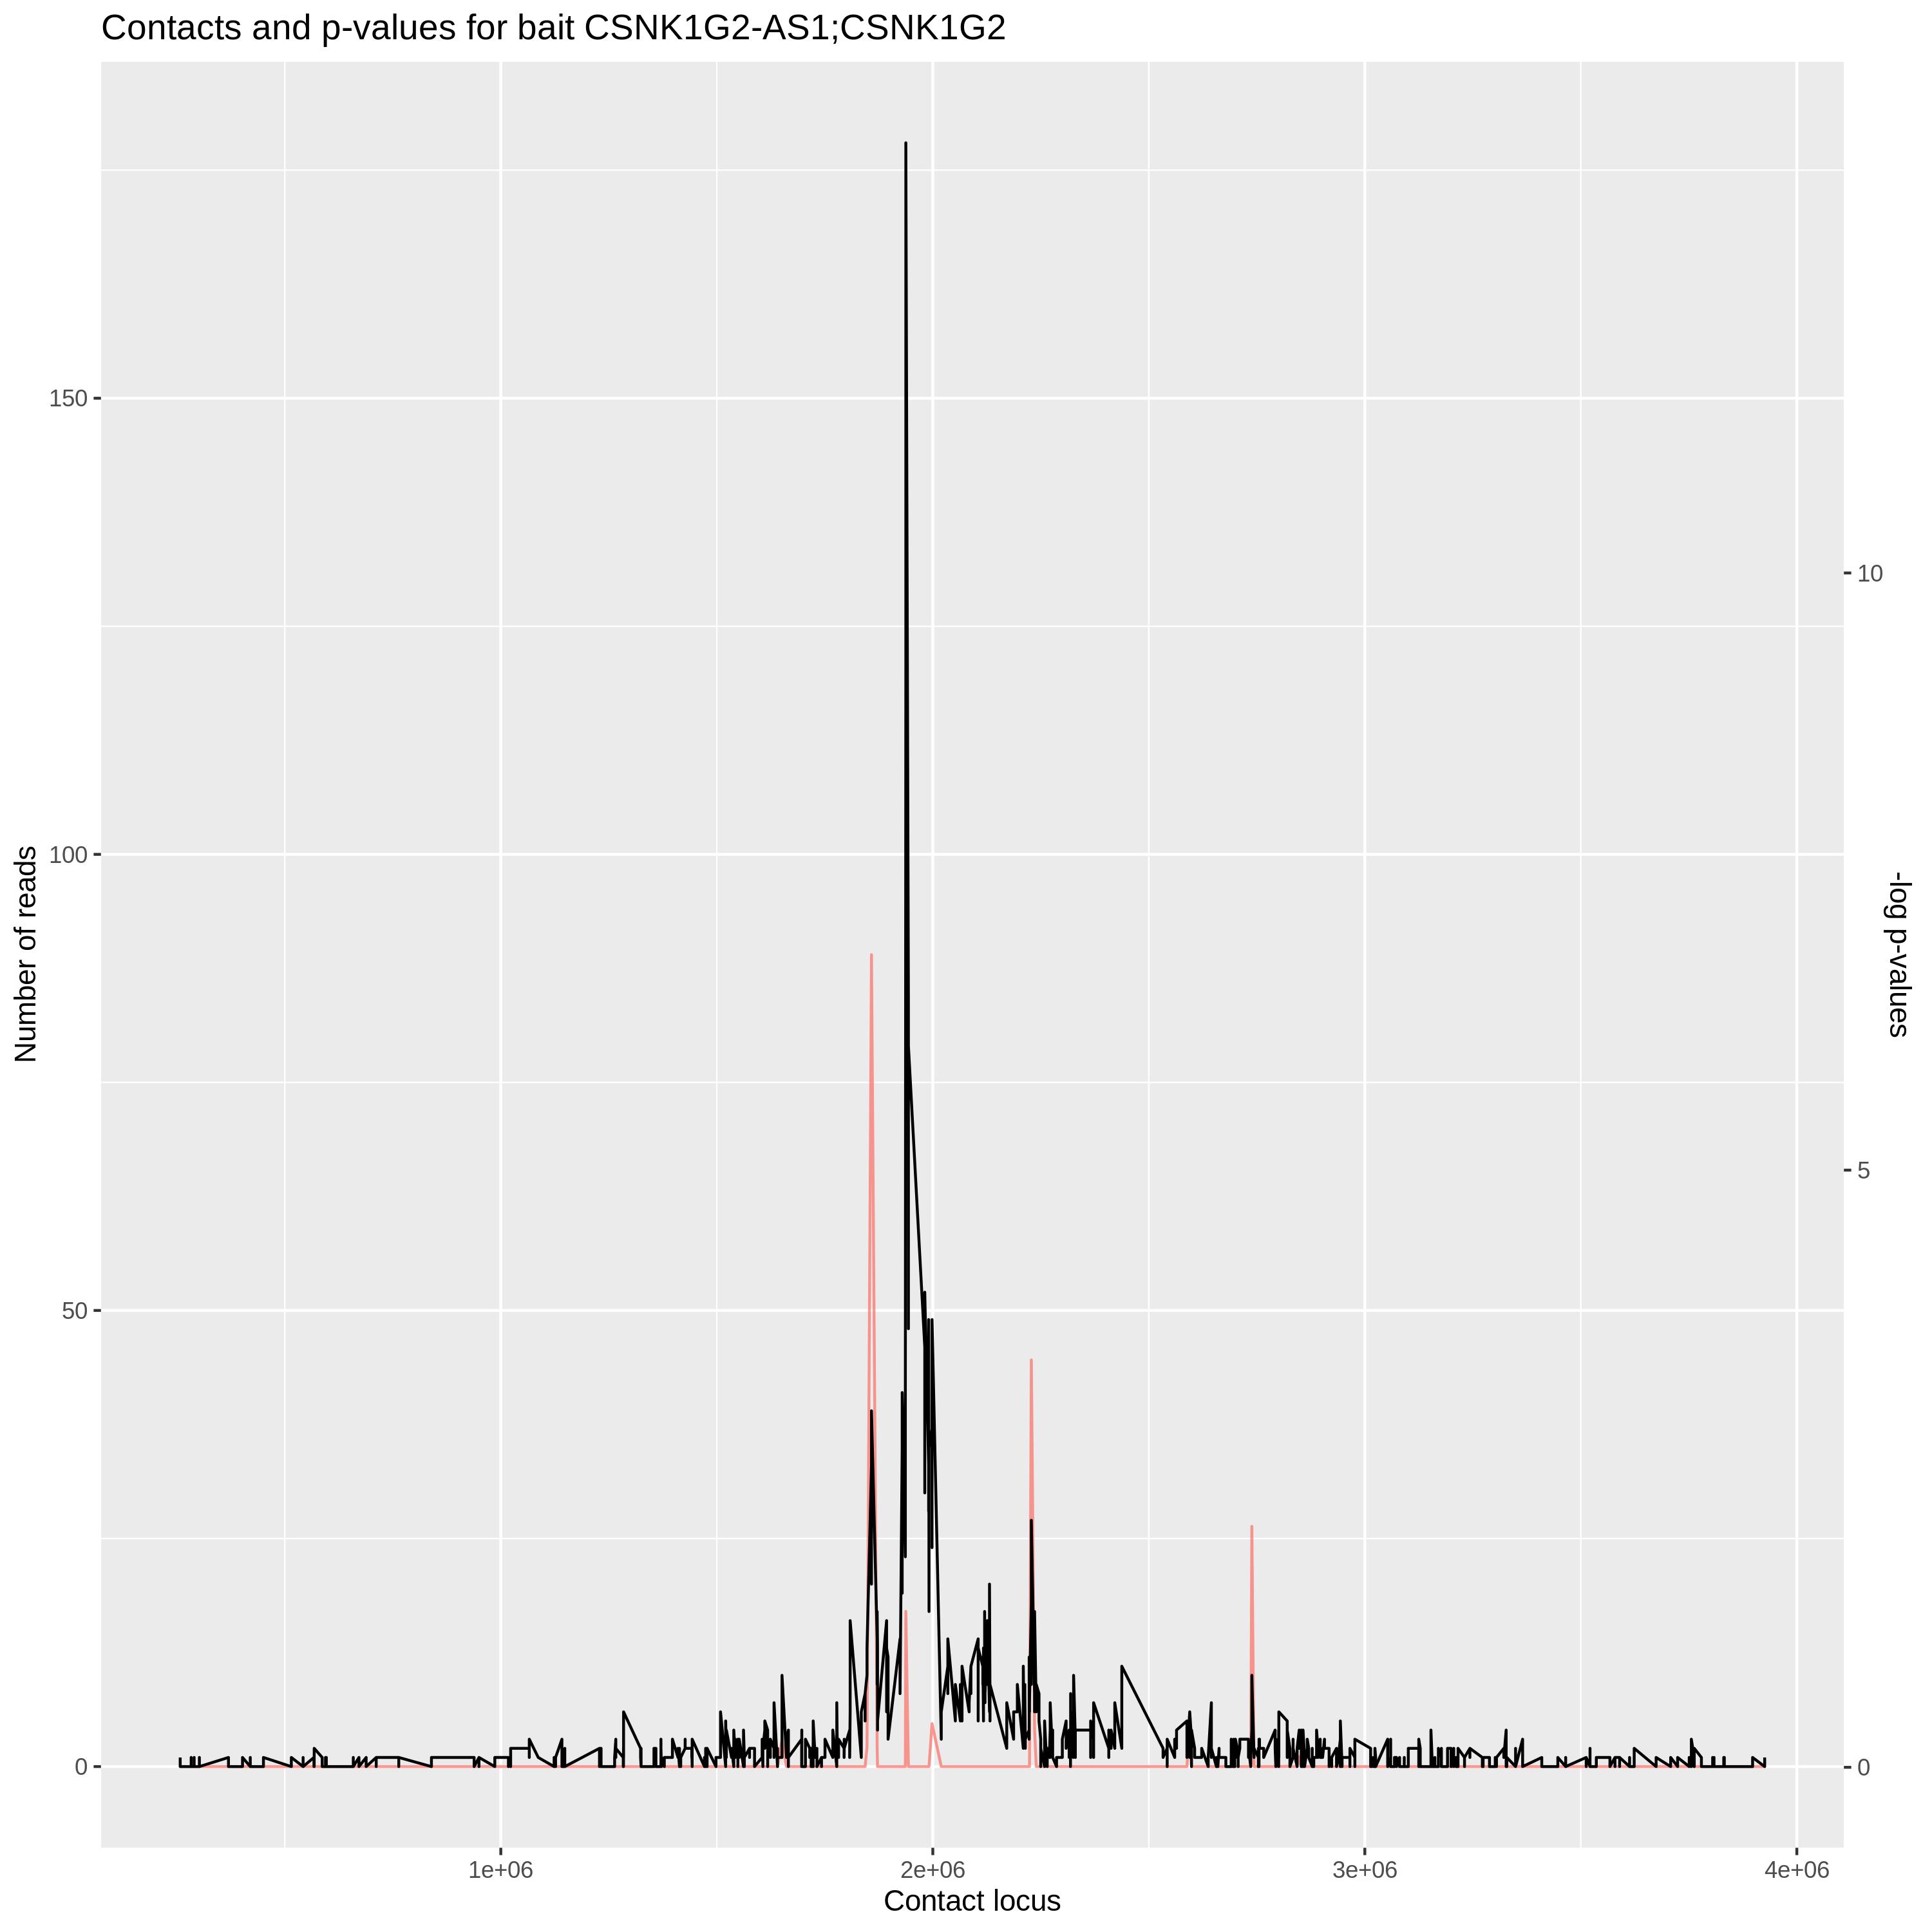 Contacts and p-values for bait CSNK1G2-AS1;CSNK1G2
Number of reads
150
100
50
0
-log p-values
10
5
0
1e+06 2e+06 3e+06 4e+06
Contact locus